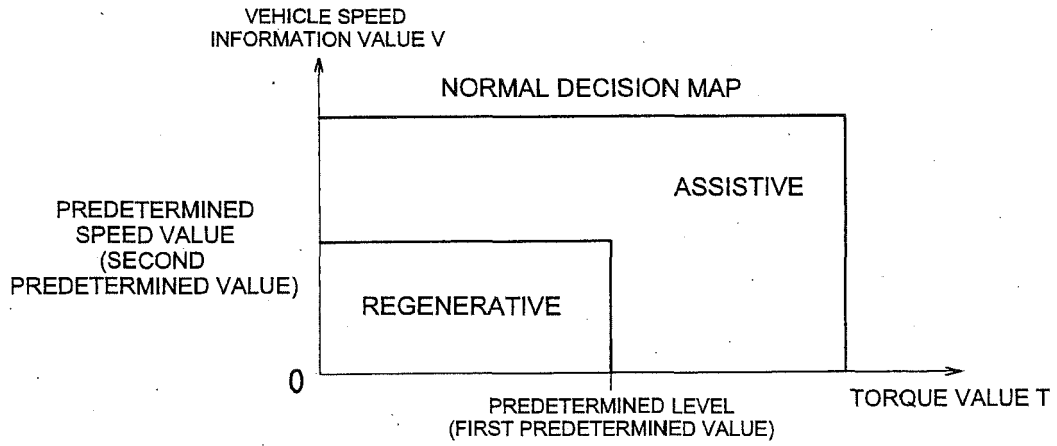 VEHICLE SPEED
INFORMATION VALUE V
NORMAL DECISION MAP
ASSISTIVE
PREDETERMINED
SPEED VALUE
(SECOND
PREDETERMINED VALUE)
REGENERATIVE
0
PREDETERMINED LEVEL
(FIRST PREDETERMINED VALUE)
TORQUE VALUE T